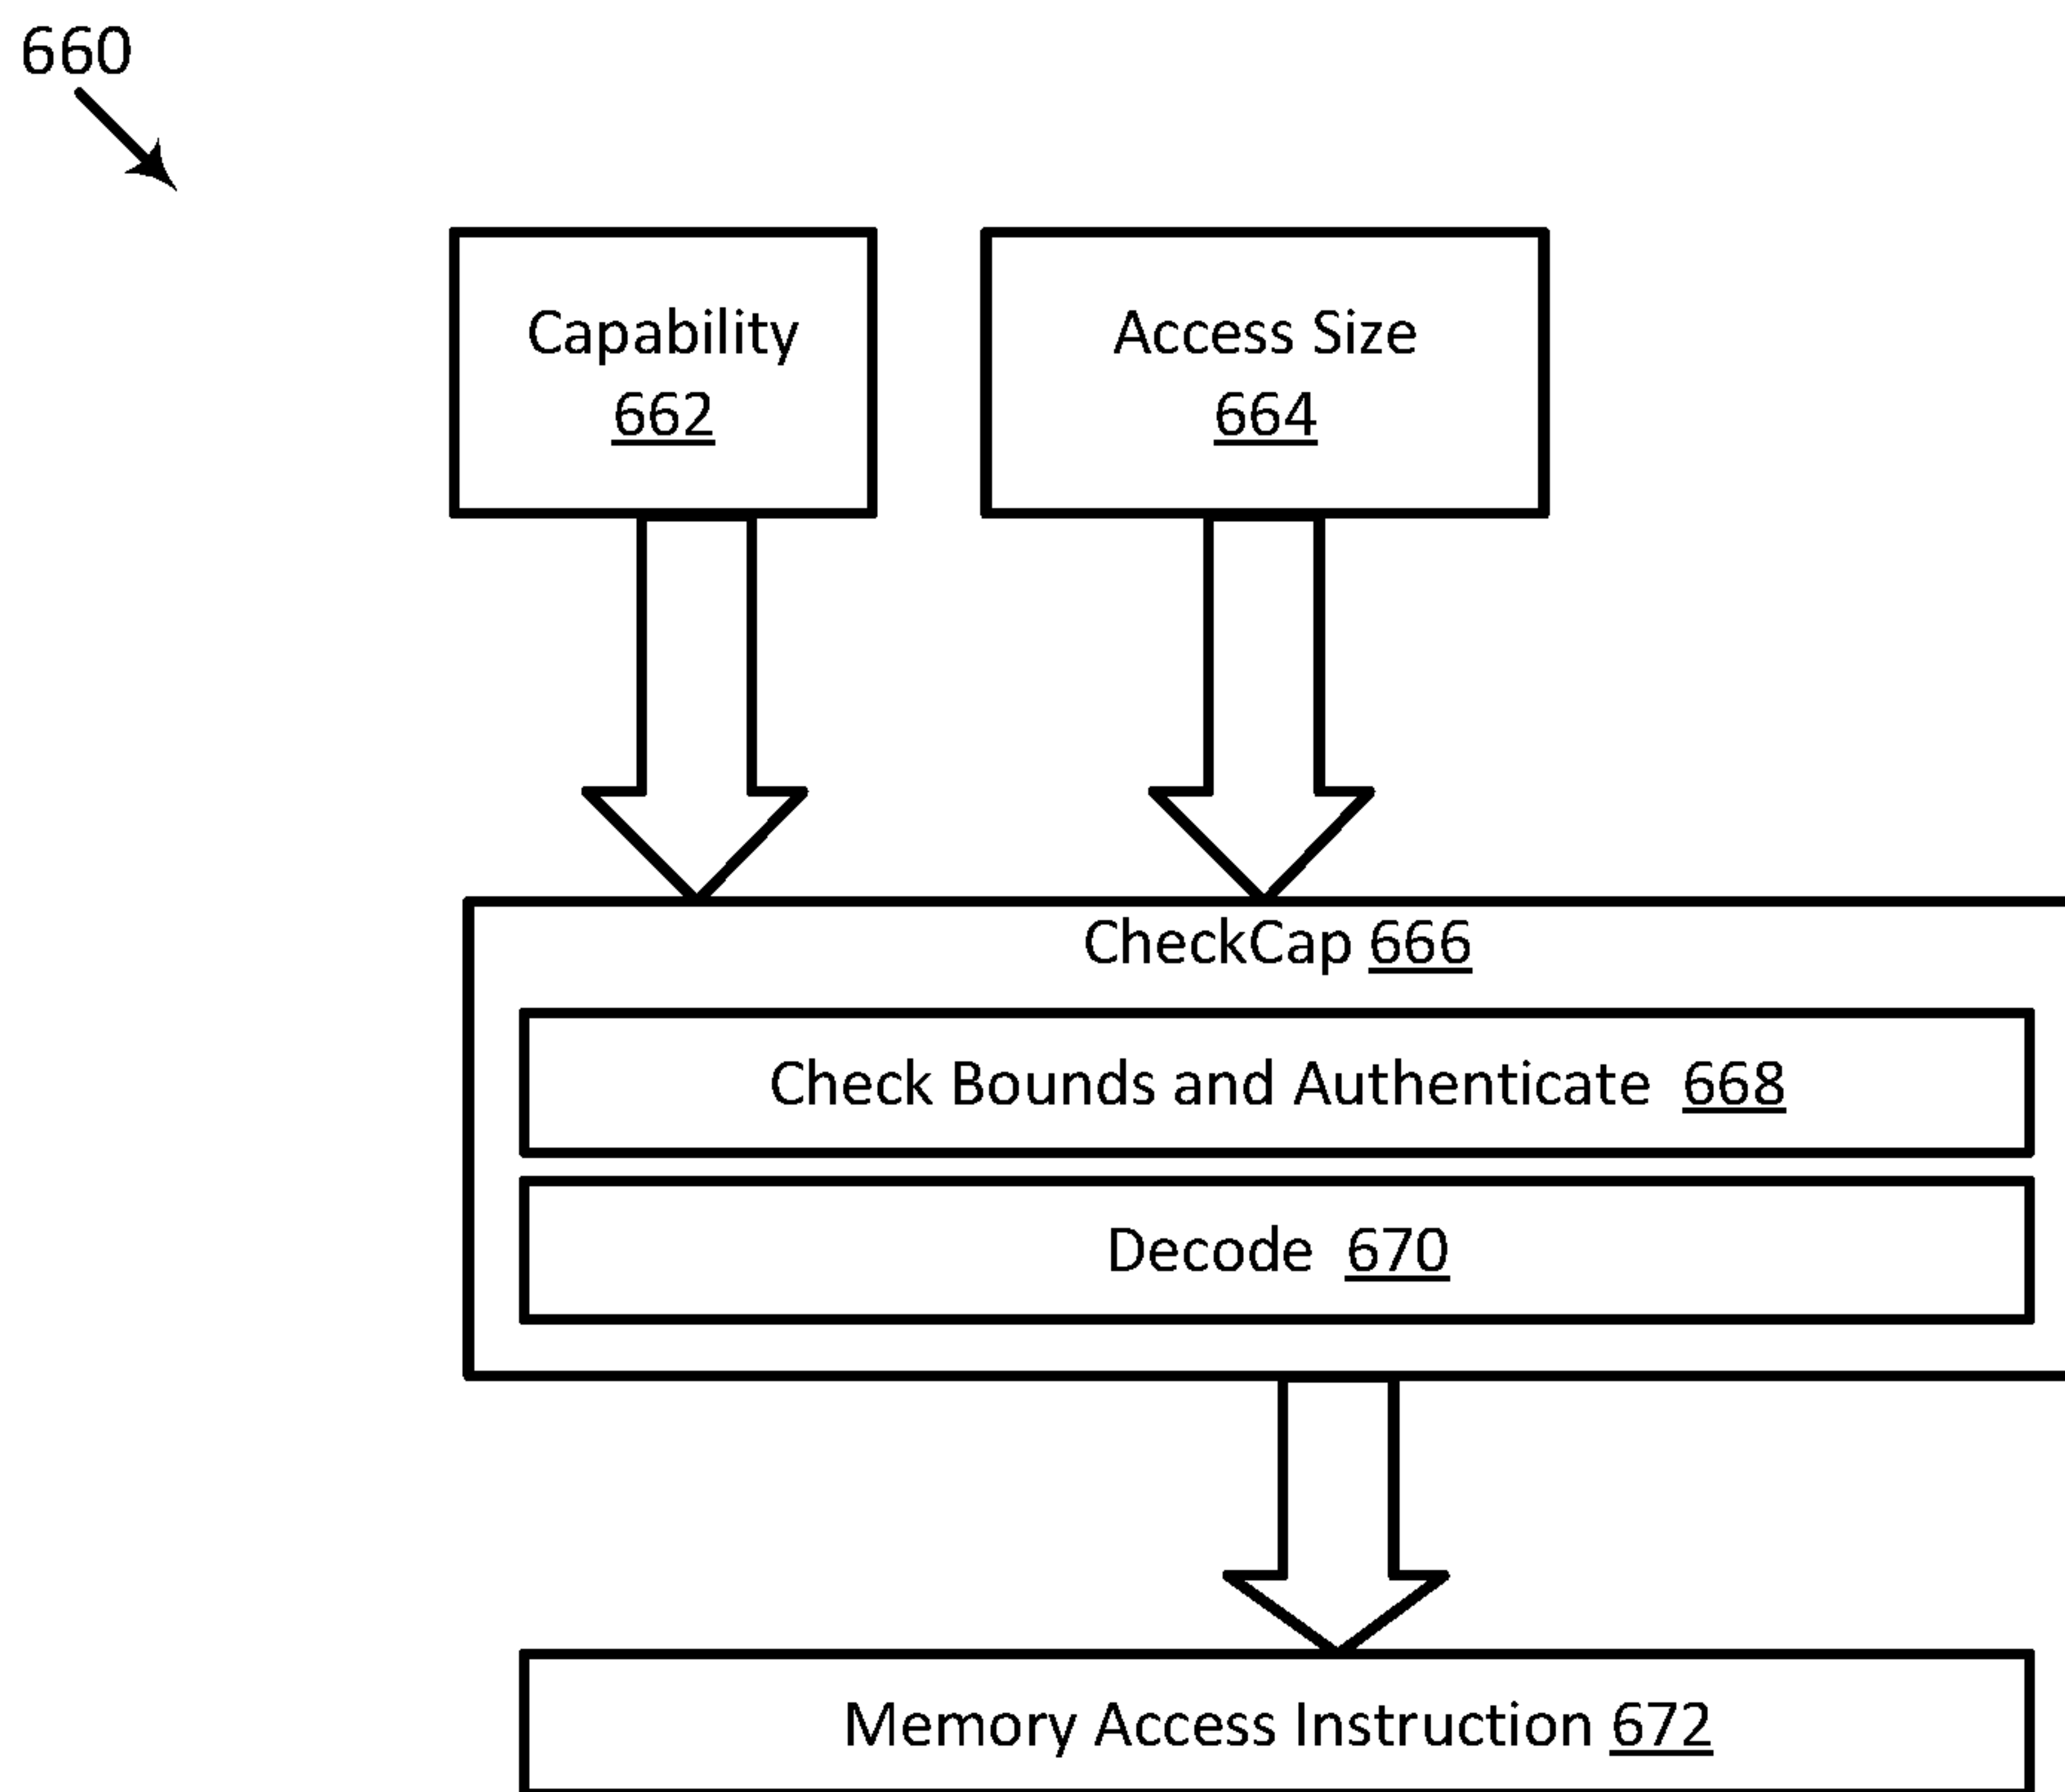 660
Capability
662
Access Size
664
CheckCap 666
Check Bounds and Authenticate 668
Decode 670
Memory Access Instruction 672